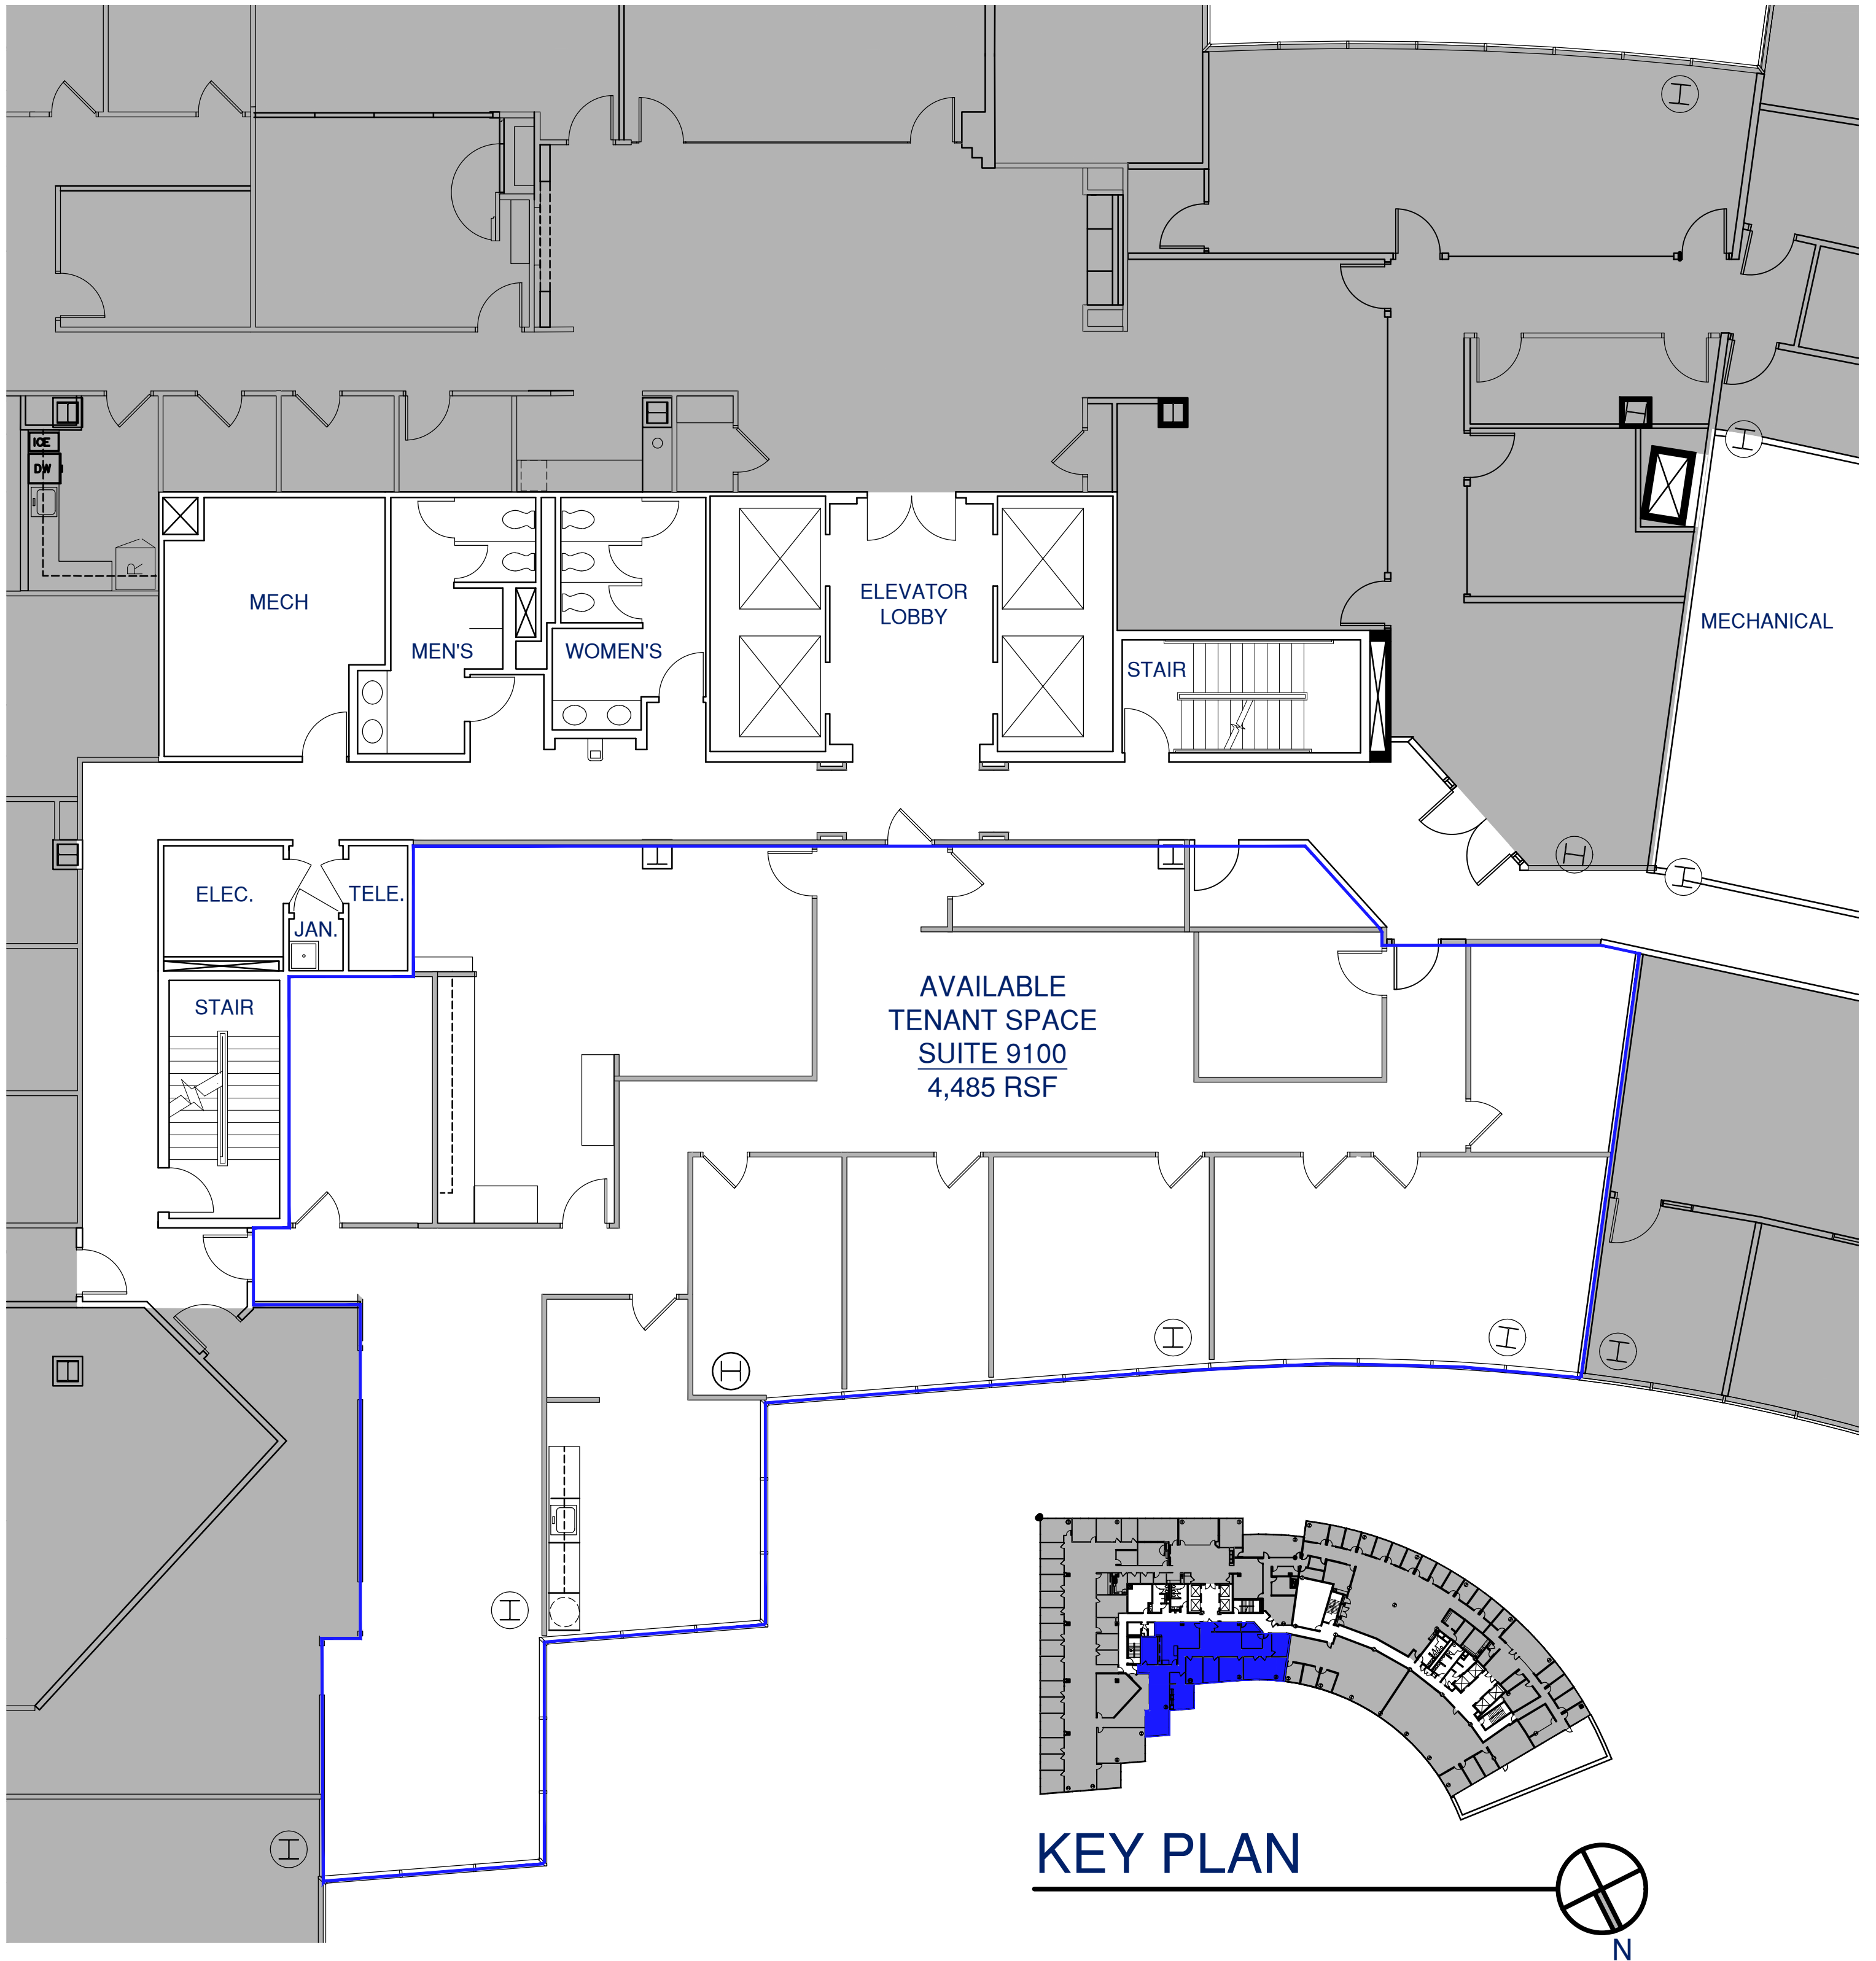 ICE
DW
R
MECH
MEN'S
WOMEN'S
ELEVATOR
LOBBY
STAIR
MECHANICAL
ELEC.
TELE.
JAN.
STAIR
AVAILABLE
TENANT SPACE
SUITE 9100
4,485 RSF
KEY PLAN
N